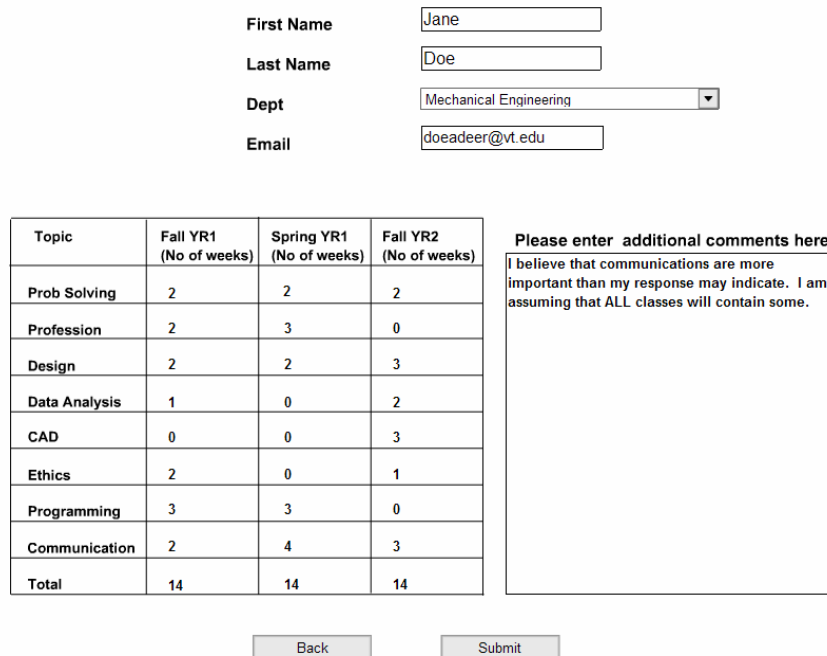 First Name Jane
Last Name Doe
Dept Mechanical Engineering
Email doeadeer@vt.edu
Topic Fall YR1 (No of weeks) Spring YR1 (No of weeks) Fall YR2 (No of weeks)
Prob Solving 2 2 2
Profession 2 3 0
Design 2 2 3
Data Analysis 1 0 2
CAD 0 0 3
Ethics 2 0 1
Programming 3 3 0
Communication 2 4 3
Total 14 14 14
Please enter additional comments here
I believe that communications are more
important than my response may indicate. I am
assuming that ALL classes will contain some.
Back Submit